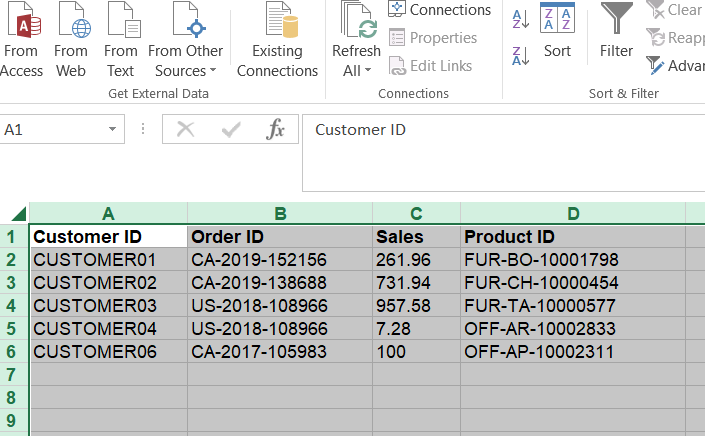 From Access
From Web
From Text
From Other Sources
Existing Connections
Get External Data
Refresh All
Connections
Properties
Edit Links
Connections
A Z
Z A
Z A A Z
Sort
Filter
Clear
Sort & Filter
A1
fx
Customer ID
A B C D
1 Customer ID Order ID Sales Product ID
2 CUSTOMER01 CA-2019-152156 261.96 FUR-BO-10001798
3 CUSTOMER02 CA-2019-138688 731.94 FUR-CH-10000454
4 CUSTOMER03 US-2018-108966 957.58 FUR-TA-10000577
5 CUSTOMER04 US-2018-108966 7.28 OFF-AR-10002833
6 CUSTOMER06 CA-2017-105983 100 OFF-AP-10002311
7
8
9